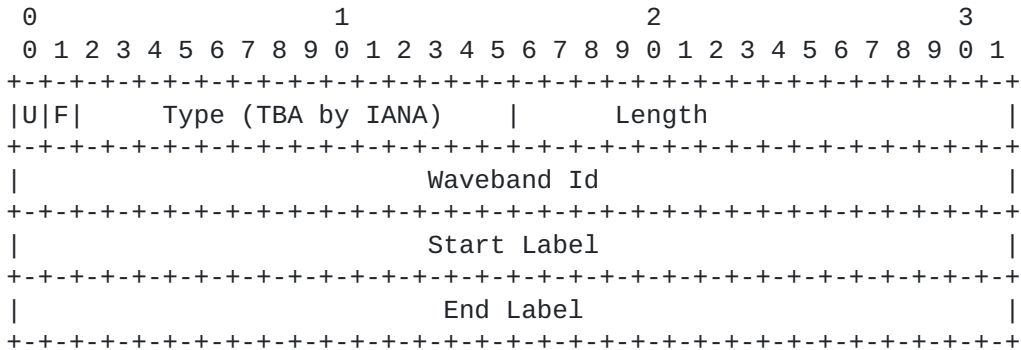 0                   1                   2                   3
 0 1 2 3 4 5 6 7 8 9 0 1 2 3 4 5 6 7 8 9 0 1 2 3 4 5 6 7 8 9 0 1
+-+-+-+-+-+-+-+-+-+-+-+-+-+-+-+-+-+-+-+-+-+-+-+-+-+-+-+-+-+-+-+-+
|U|F|     Type (TBA by IANA)    |      Length                   |
+-+-+-+-+-+-+-+-+-+-+-+-+-+-+-+-+-+-+-+-+-+-+-+-+-+-+-+-+-+-+-+-+
|                          Waveband Id                          |
+-+-+-+-+-+-+-+-+-+-+-+-+-+-+-+-+-+-+-+-+-+-+-+-+-+-+-+-+-+-+-+-+
|                          Start Label                          |
+-+-+-+-+-+-+-+-+-+-+-+-+-+-+-+-+-+-+-+-+-+-+-+-+-+-+-+-+-+-+-+-+
|                           End Label                           |
+-+-+-+-+-+-+-+-+-+-+-+-+-+-+-+-+-+-+-+-+-+-+-+-+-+-+-+-+-+-+-+-+